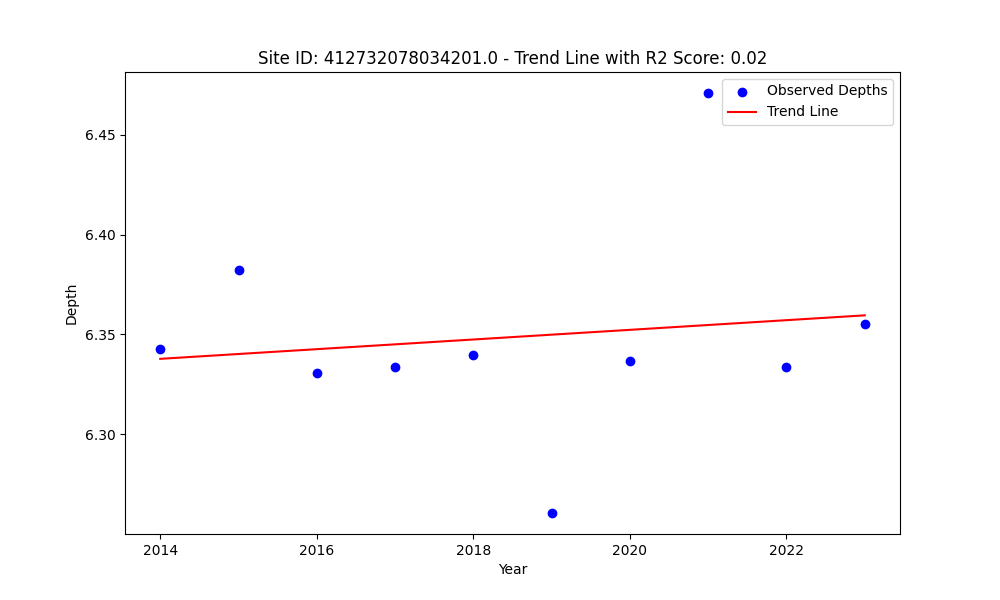 Site ID: 412732078034201.0 - Trend Line with R2 Score: 0.02
Observed Depths
Trend Line
6.45
6.40
6.35
6.30
Depth
2014
2016
2018
2020
2022
Year